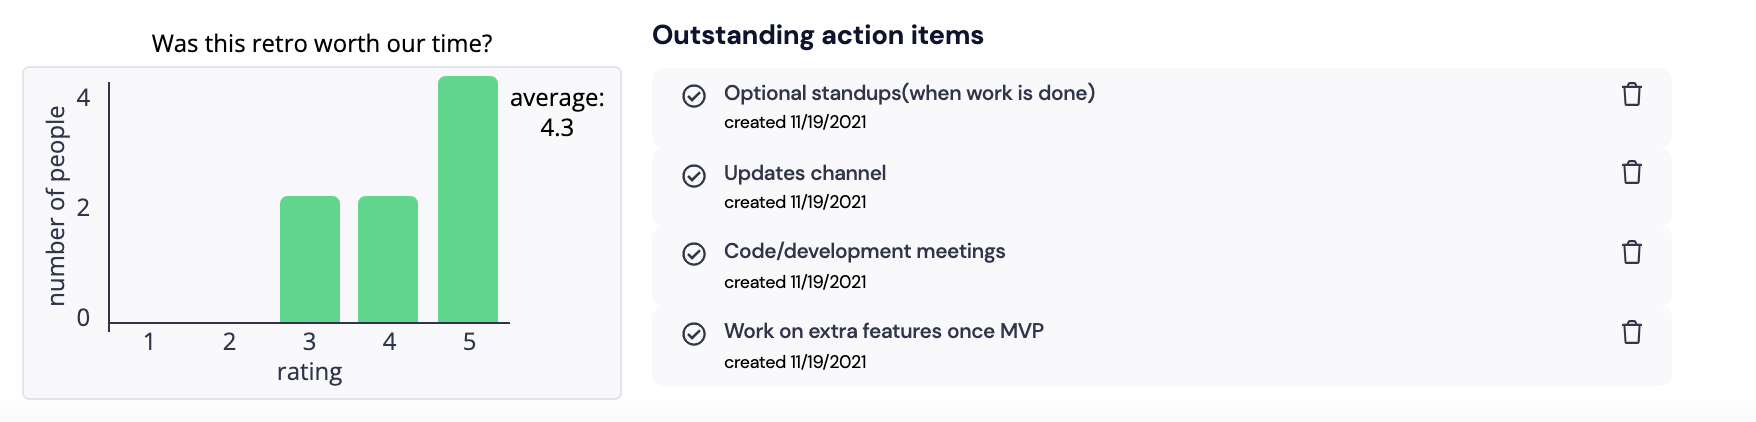 Was this retro worth our time?
number of people
4
2
0
average:
4.3
1 2 3 4 5
rating
Outstanding action items
Optional standups(when work is done)
created 11/19/2021
Updates channel
created 11/19/2021
Code/development meetings
created 11/19/2021
Work on extra features once MVP
created 11/19/2021